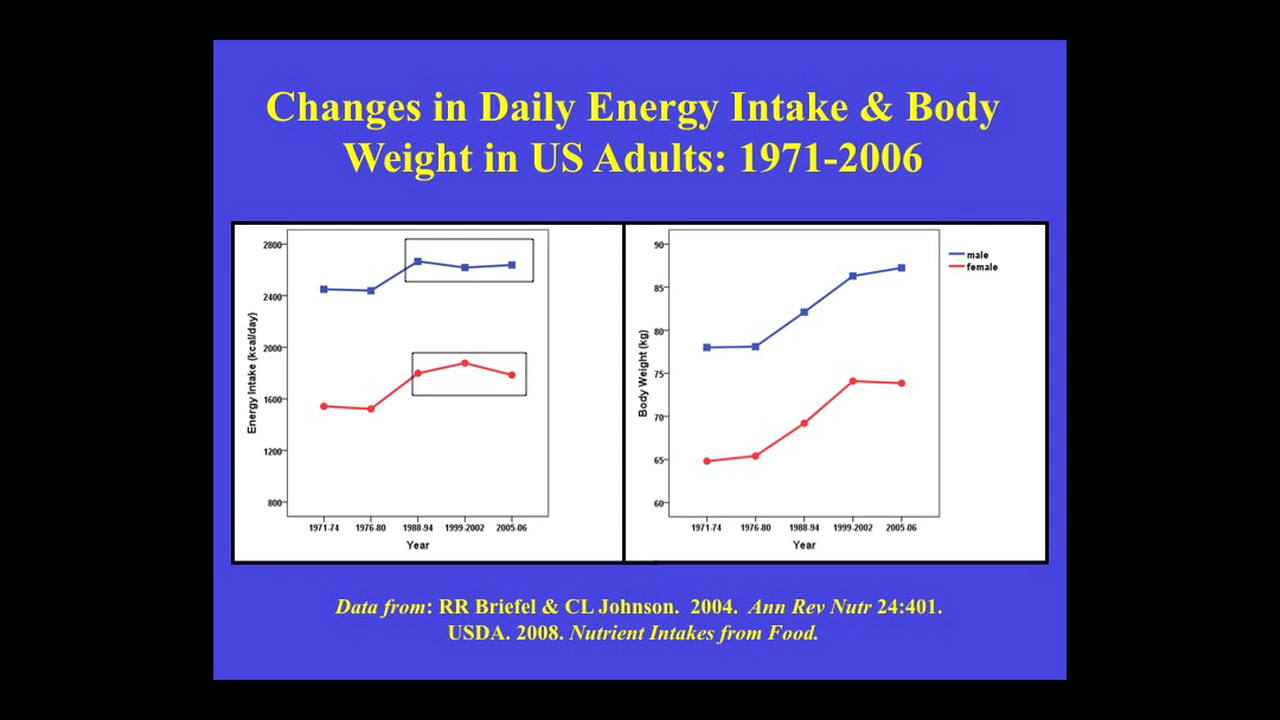 Changes in Daily Energy Intake & Body
Weight in US Adults: 1971-2006
2800
2400
2000
1600
1200
800
Energy Intake (kcal/day)
1971-74 1976-80 1988-94 1999-2002 2005-06
Year
90
85
80
75
70
65
60
Body Weight (kg)
1971-74 1976-80 1988-94 1999-2002 2005-06
Year
male
female
Data from: RR Briefel & CL Johnson. 2004. Ann Rev Nutr 24:401.
USDA. 2008. Nutrient Intakes from Food.